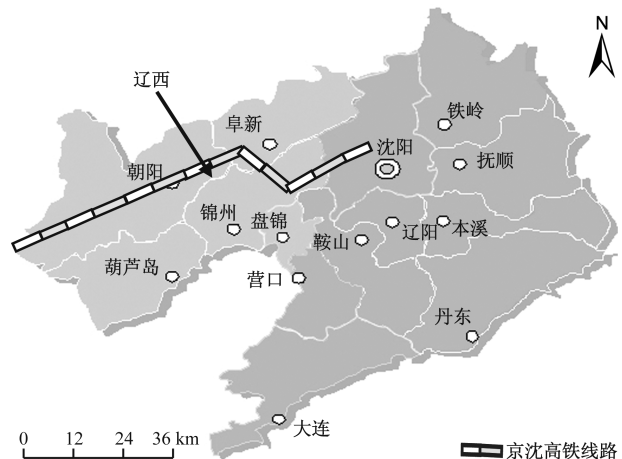 N
辽西
阜新
铁岭
沈阳
抚顺
朝阳
锦州
盘锦
鞍山
辽阳
本溪
葫芦岛
营口
丹东
大连
0 12 24 36 km
京沈高铁线路